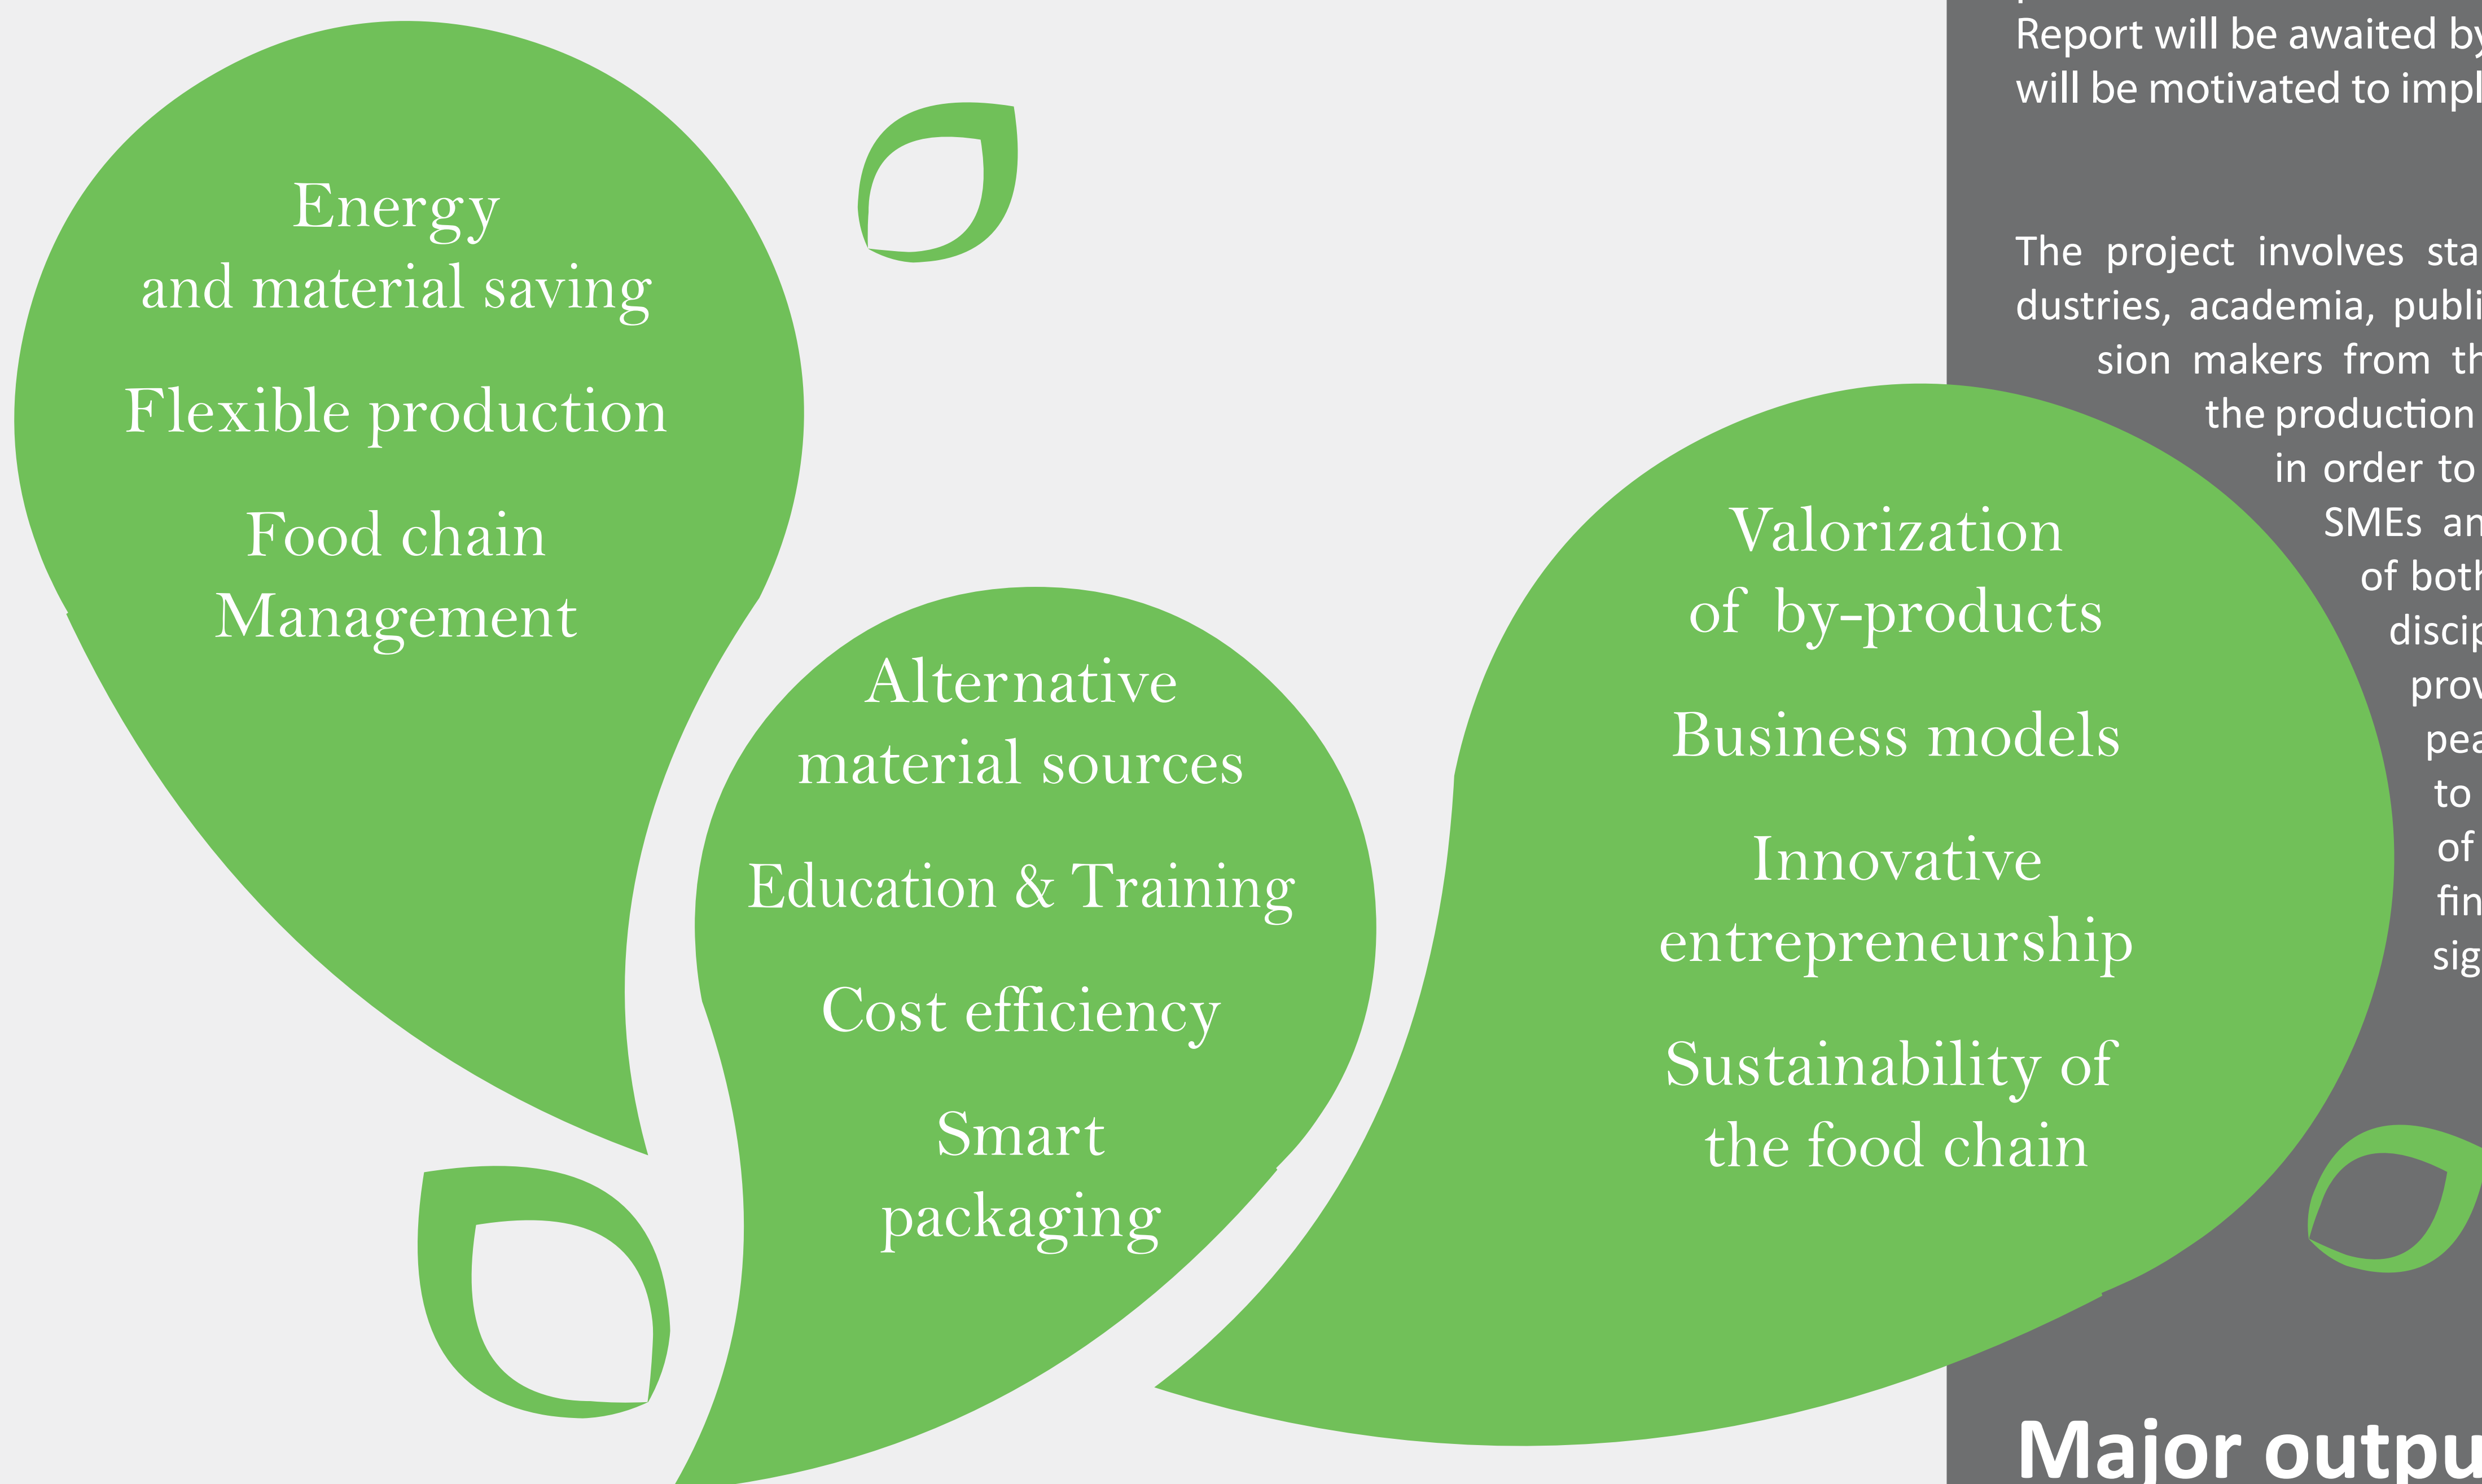 Energy
and material saving
Flexible production
Food chain
Management
Alternative
material sources
Education & Training
Cost efficiency
Smart
packaging
Valorization
of by-products
Business models
Innovative
entrepreneurship
Sustainability of
the food chain
Report will be awaited by
will be motivated to impl
The project involves sta
dustries, academia, publi
sion makers from th
the production
in order to
SMEs an
of both
discip
prov
pea
to
of
fin
sig
Major outpu